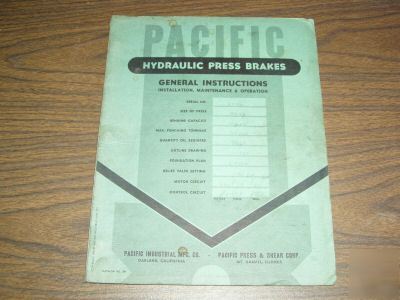 PACIFIC
HYDRAULIC PRESS BRAKES
GENERAL INSTRUCTIONS
INSTALLATION, MAINTENANCE & OPERATION
SERIAL NO.
SIZE OF PRESS
BENDING CAPACITY
MAX. PUNCHING TONNAGE
QUANTITY OIL REQUIRED
OUTLINE DRAWING
FOUNDATION PLAN
RELIEF VALVE SETTING
MOTOR CIRCUIT
CONTROL CIRCUIT
PACIFIC INDUSTRIAL MFG. CO. - PACIFIC PRESS & SHEAR CORP.
OAKLAND, CALIFORNIA MT. CARMEL, ILLINOIS